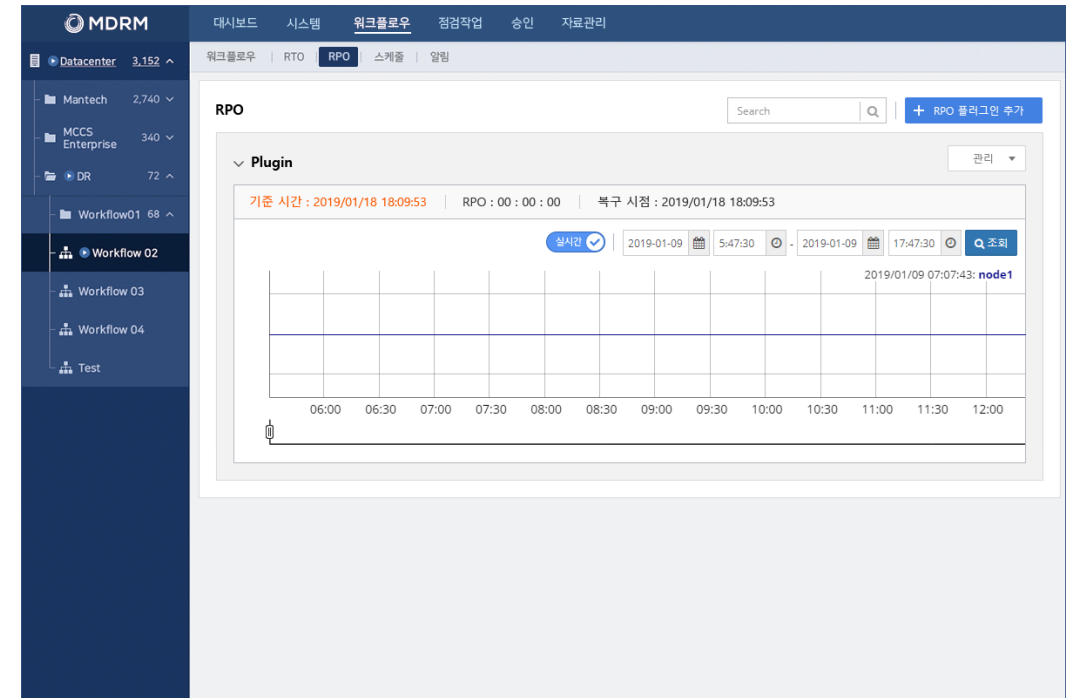 MDRM
대시보드 시스템 워크플로우 점검작업 승인 자료관리
Datacenter 3,152
워크플로우 RTO RPO 스케줄 알림
Mantech 2,740
MCCS
Enterprise 340
DR 72
Workflow01 68
Workflow 02
Workflow 03
Workflow 04
Test
RPO
Search
RPO 플러그인 추가
Plugin
관리
기준 시간 : 2019/01/18 18:09:53 RPO : 00 : 00 : 00 복구 시점 : 2019/01/18 18:09:53
실시간 2019-01-09 5:47:30 - 2019-01-09 17:47:30 조회
2019/01/09 07:07:43: node1
06:00 06:30 07:00 07:30 08:00 08:30 09:00 09:30 10:00 10:30 11:00 11:30 12:00